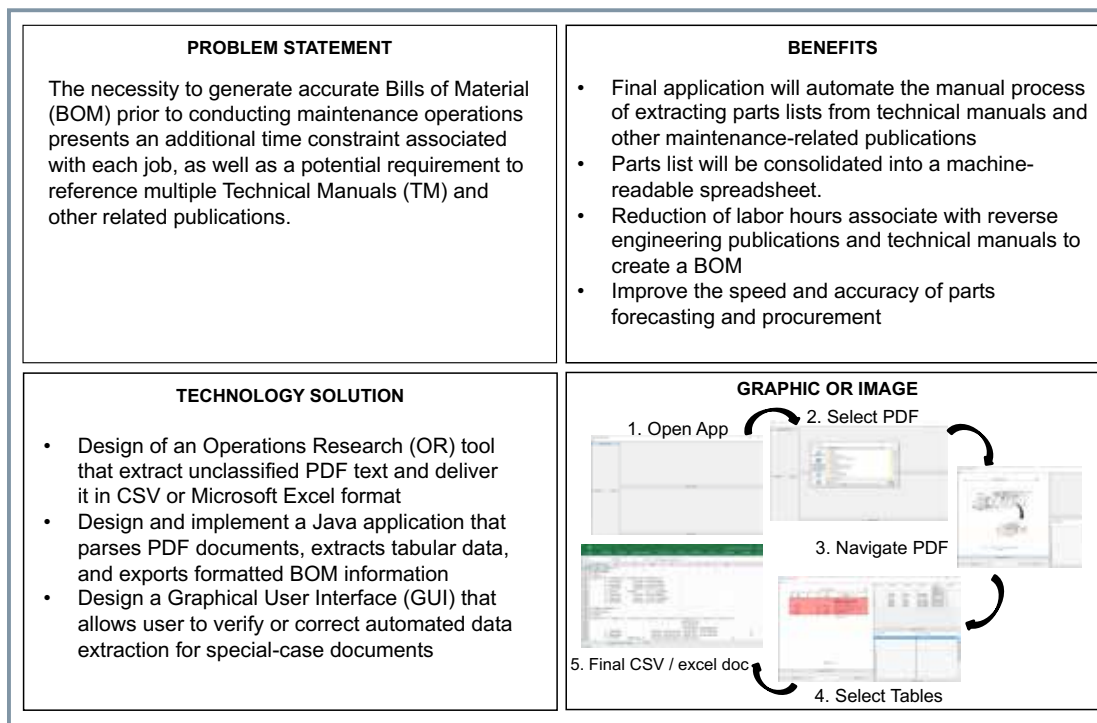 PROBLEM STATEMENT
The necessity to generate accurate Bills of Material
(BOM) prior to conducting maintenance operations
presents an additional time constraint associated
with each job, as well as a potential requirement to
reference multiple Technical Manuals (TM) and
other related publications.
BENEFITS
• Final application will automate the manual process
of extracting parts lists from technical manuals and
other maintenance-related publications
• Parts list will be consolidated into a machine-
readable spreadsheet.
• Reduction of labor hours associate with reverse
engineering publications and technical manuals to
create a BOM
• Improve the speed and accuracy of parts
forecasting and procurement
TECHNOLOGY SOLUTION
• Design of an Operations Research (OR) tool
that extract unclassified PDF text and deliver
it in CSV or Microsoft Excel format
• Design and implement a Java application that
parses PDF documents, extracts tabular data,
and exports formatted BOM information
• Design a Graphical User Interface (GUI) that
allows user to verify or correct automated data
extraction for special-case documents
GRAPHIC OR IMAGE
1. Open App
2. Select PDF
3. Navigate PDF
4. Select Tables
5. Final CSV / excel doc